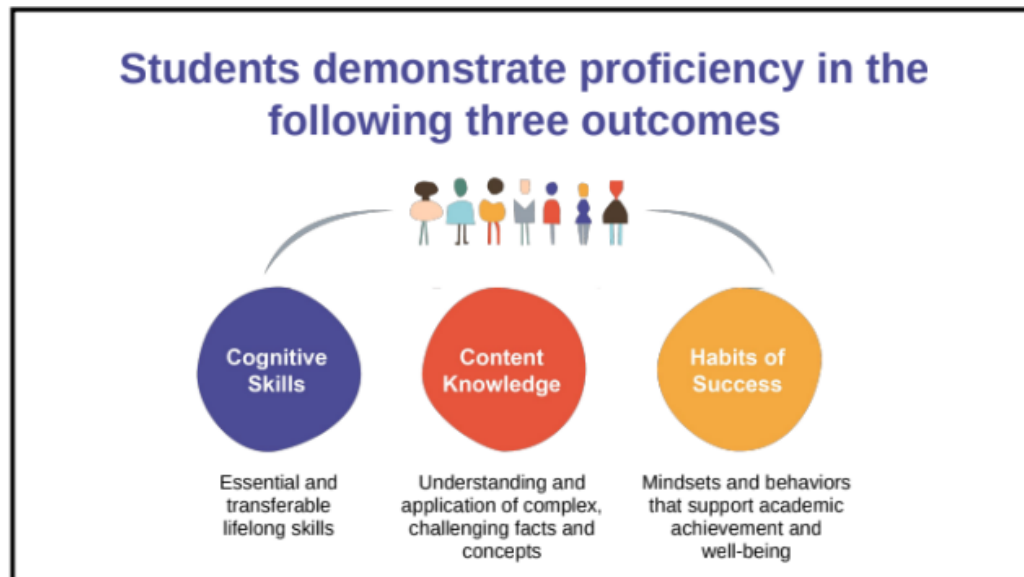 Students demonstrate proficiency in the
following three outcomes
Cognitive
Skills
Content
Knowledge
Habits of
Success
Essential and
transferable
lifelong skills
Understanding and
application of complex,
challenging facts and
concepts
Mindsets and behaviors
that support academic
achievement and
well-being